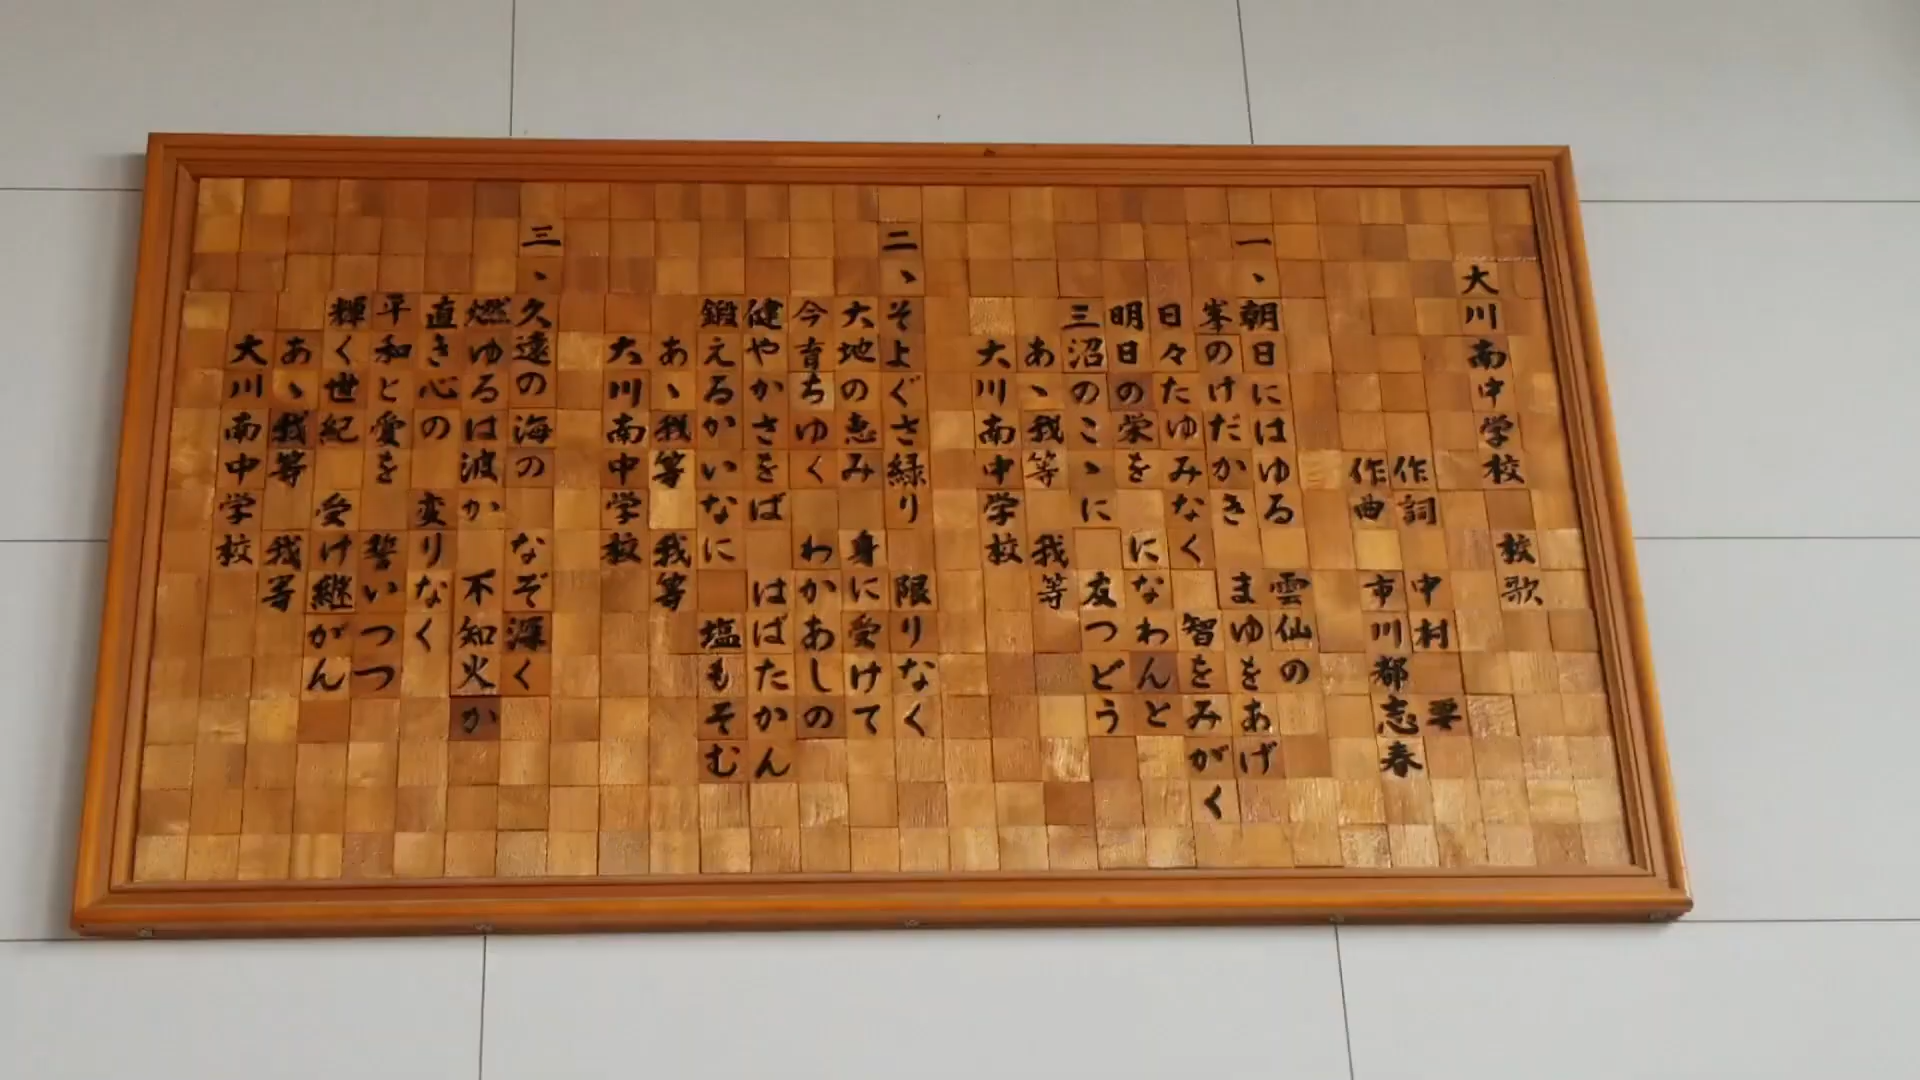 大川南中学校 校歌
作詞 中村 要
作曲 市川都志春
一、朝日にはゆる 雲仙の
峯のけだかき まゆをあげ
日々たゆみなく 智をみがく
明日の栄を になわんと
三沼のこゝに 友つどう
あゝ我等 我等
大川南中学校
二、そよぐさ緑り 限りなく
大地の恵み 身に受けて
今育ちゆく わかあしの
健やかさをば はばたかん
鍛えるかいなに 塩もそむ
あゝ我等 我等
大川南中学校
三、久遠の海の なぞ深く
燃ゆるは波か 不知火か
直き心の 変りなく
平和と愛を 誓いつつ
輝く世紀 受け継がん
あゝ我等 我等
大川南中学校